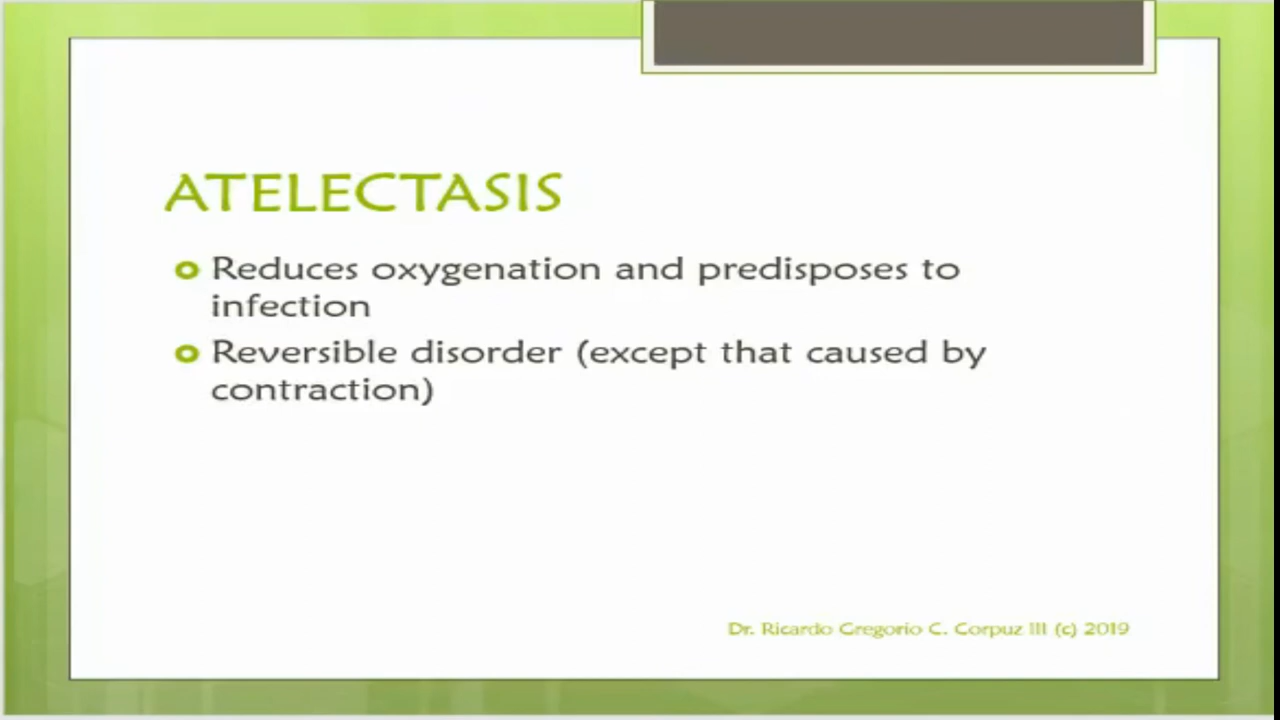 ATELECTASIS
Reduces oxygenation and predisposes to
infection
Reversible disorder (except that caused by
contraction)
Dr. Ricardo Gregorio C. Corpuz III (c) 2019